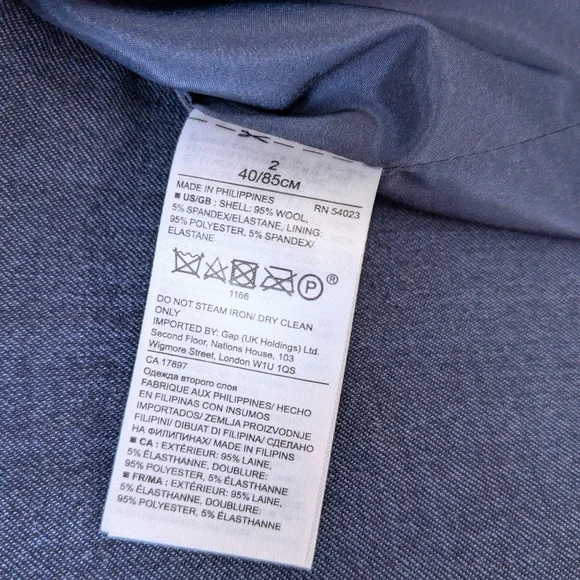 2
40/85CM
MADE IN PHILIPPINES RN 54023
■ US/GB : SHELL: 95% WOOL,
5% SPANDEX/ELASTANE, LINING:
95% POLYESTER, 5% SPANDEX/
ELASTANE
P ®
1166
DO NOT STEAM IRON/ DRY CLEAN
ONLY
IMPORTED BY: Gap (UK Holdings) Ltd.
Second Floor, Nations House, 103
Wigmore Street, London W1U 1QS
CA 17897
Одежда второго слоя
FABRIQUE AUX PHILIPPINES/ HECHO
EN FILIPINAS CON INSUMOS
IMPORTADOS/ ZEMLJA PROIZVODNJE
FILIPINI/ DIBUAT DI FILIPINA/ СДЕЛАНО
НА ФИЛИПИНАХ/ MADE IN FILIPINS
■ CA : EXTÉRIEUR: 95% LAINE,
5% ÉLASTHANNE, DOUBLURE:
95% POLYESTER, 5% ÉLASTHANNE
■ FR/MA : EXTÉRIEUR: 95% LAINE,
5% ÉLASTHANNE, DOUBLURE:
95% POLYESTER, 5% ÉLASTHANNE